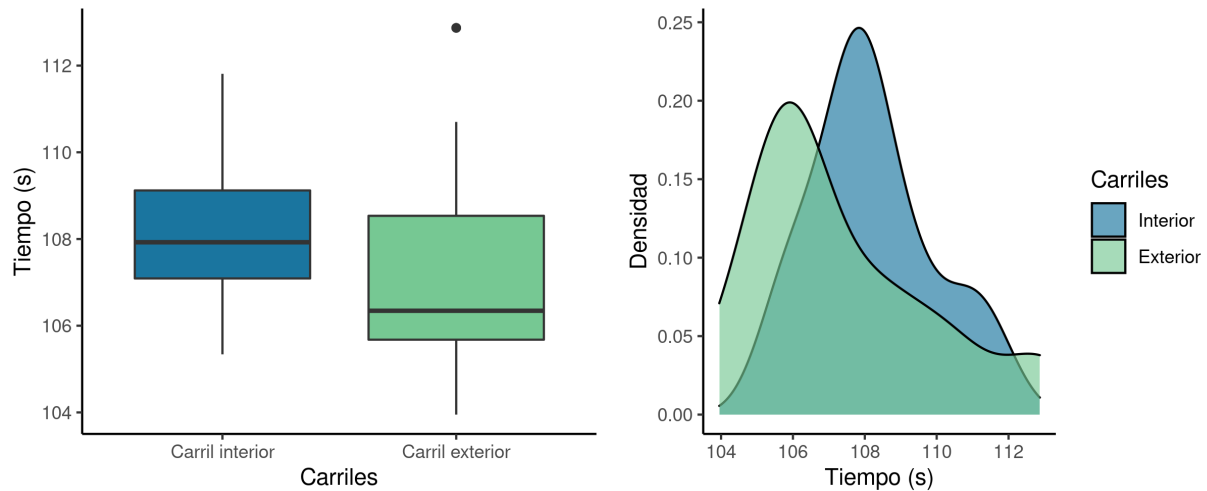 Tiempo (s)
112
110
108
106
104
Carril interior
Carril exterior
Carriles
Densidad
0.25
0.20
0.15
0.10
0.05
0.00
104
106
108
110
112
Tiempo (s)
Carriles
Interior
Exterior